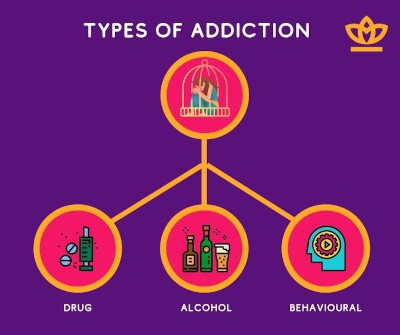 TYPES OF ADDICTION
DRUG
ALCOHOL
BEHAVIOURAL